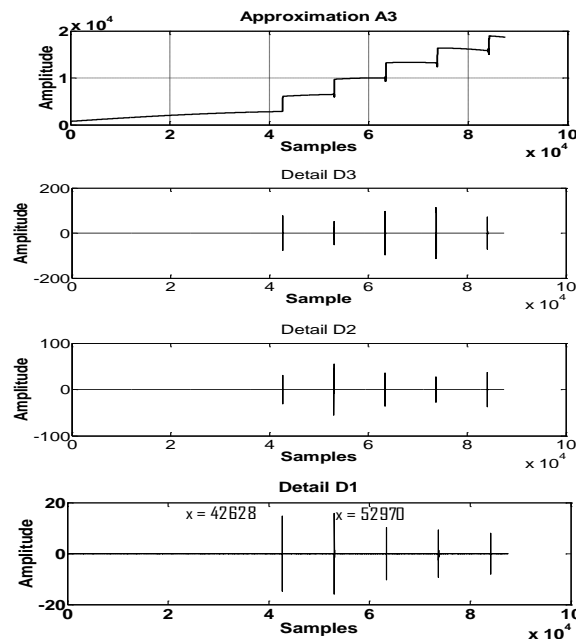 Approximation A3
x 10^4
2
1
0
Amplitude
0 2 4 6 8 10
Samples
x 10^4
Detail D3
200
0
-200
Amplitude
0 2 4 6 8 10
Sample
x 10^4
Detail D2
100
0
-100
Amplitude
0 2 4 6 8 10
Samples
x 10^4
Detail D1
x = 42628 x = 52970
20
0
-20
Amplitude
0 2 4 6 8 10
Samples
x 10^4